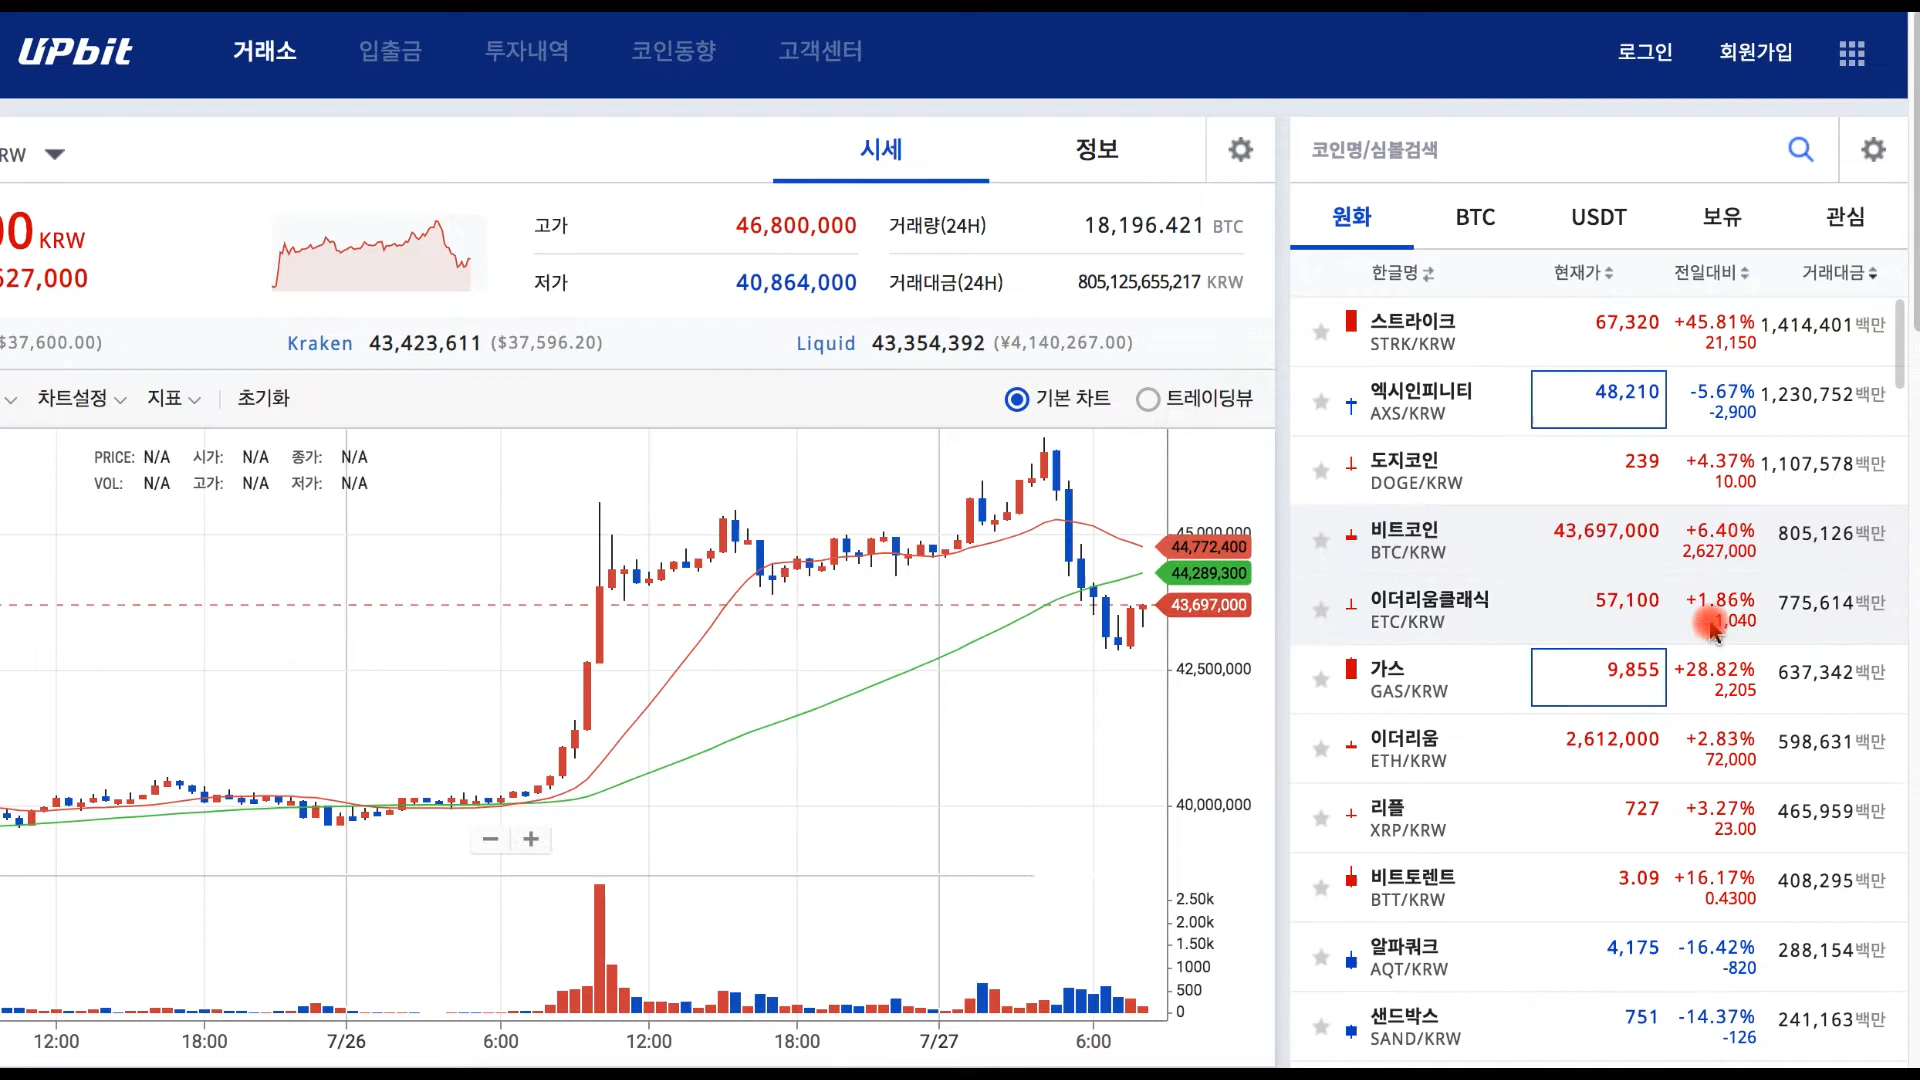 UPbit 거래소 입출금 투자내역 코인동향 고객센터 로그인 회원가입
RW 시세 정보
00 KRW
627,000
고가 46,800,000 거래량(24H) 18,196.421 BTC
저가 40,864,000 거래대금(24H) 805,125,655,217 KRW
$37,600.00) Kraken 43,423,611 ($37,596.20) Liquid 43,354,392 (¥4,140,267.00)
차트설정 지표 초기화 기본 차트 트레이딩뷰
PRICE: N/A 시가: N/A 종가: N/A
VOL: N/A 고가: N/A 저가: N/A
45,000,000
44,772,400
44,289,300
43,697,000
42,500,000
40,000,000
− +
2.50k
2.00k
1.50k
1000
500
0
12:00 18:00 7/26 6:00 12:00 18:00 7/27 6:00
코인명/심볼검색
원화 BTC USDT 보유 관심
한글명 현재가 전일대비 거래대금
스트라이크 67,320 +45.81% 1,414,401백만
STRK/KRW 21,150
엑시인피니티 48,210 -5.67% 1,230,752백만
AXS/KRW -2,900
도지코인 239 +4.37% 1,107,578백만
DOGE/KRW 10.00
비트코인 43,697,000 +6.40% 805,126백만
BTC/KRW 2,627,000
이더리움클래식 57,100 +1.86% 775,614백만
ETC/KRW 1,040
가스 9,855 +28.82% 637,342백만
GAS/KRW 2,205
이더리움 2,612,000 +2.83% 598,631백만
ETH/KRW 72,000
리플 727 +3.27% 465,959백만
XRP/KRW 23.00
비트토렌트 3.09 +16.17% 408,295백만
BTT/KRW 0.4300
알파쿼크 4,175 -16.42% 288,154백만
AQT/KRW -820
샌드박스 751 -14.37% 241,163백만
SAND/KRW -126